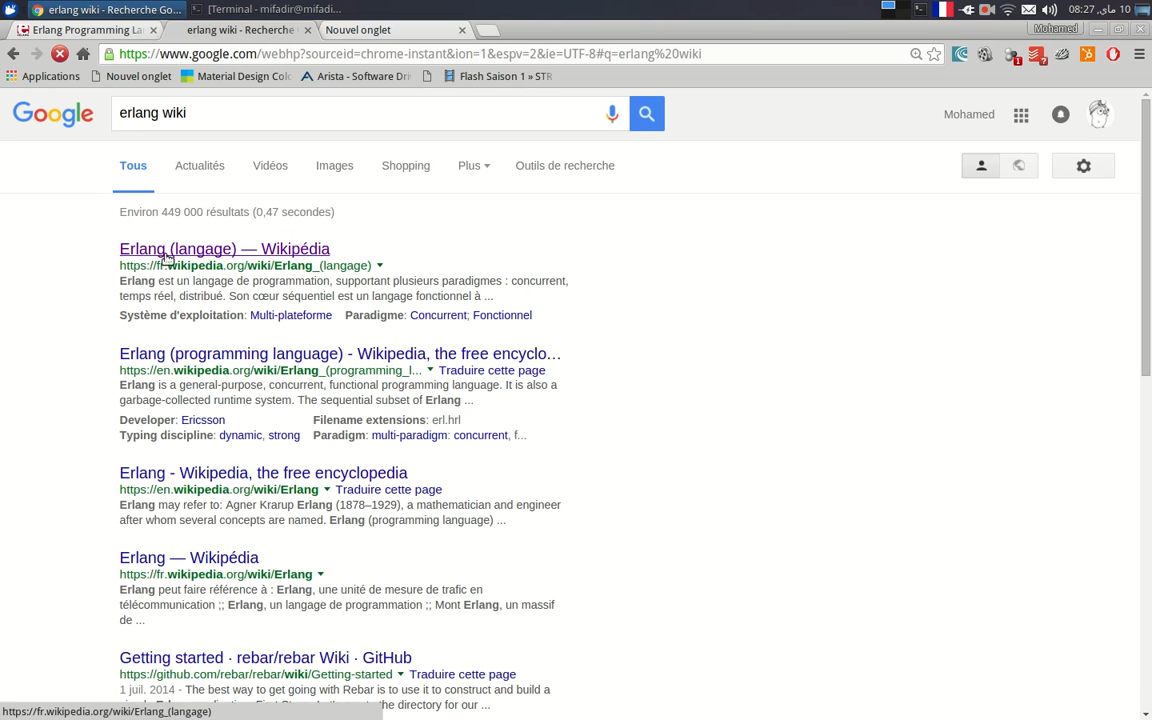 erlang wiki - Recherche Go...
[Terminal - mifadir@mifadi...
10 ماي, 08:27
Erlang Programming La
erlang wiki - Recherche
Nouvel onglet
Mohamed
https://www.google.com/webhp?sourceid=chrome-instant&ion=1&espv=2&ie=UTF-8#q=erlang%20wiki
Applications
Nouvel onglet
Material Design Colo
Arista - Software Dri
Flash Saison 1 » STR
Google
erlang wiki
Mohamed
Tous
Actualités
Vidéos
Images
Shopping
Plus
Outils de recherche
Environ 449 000 résultats (0,47 secondes)
Erlang (langage) — Wikipédia
https://fr.wikipedia.org/wiki/Erlang_(langage)
Erlang est un langage de programmation, supportant plusieurs paradigmes : concurrent,
temps réel, distribué. Son cœur séquentiel est un langage fonctionnel à ...
Système d'exploitation: Multi-plateforme Paradigme: Concurrent; Fonctionnel
Erlang (programming language) - Wikipedia, the free encyclo...
https://en.wikipedia.org/wiki/Erlang_(programming_l... Traduire cette page
Erlang is a general-purpose, concurrent, functional programming language. It is also a
garbage-collected runtime system. The sequential subset of Erlang ...
Developer: Ericsson Filename extensions: erl.hrl
Typing discipline: dynamic, strong Paradigm: multi-paradigm: concurrent, f...
Erlang - Wikipedia, the free encyclopedia
https://en.wikipedia.org/wiki/Erlang Traduire cette page
Erlang may refer to: Agner Krarup Erlang (1878–1929), a mathematician and engineer
after whom several concepts are named. Erlang (programming language) ...
Erlang — Wikipédia
https://fr.wikipedia.org/wiki/Erlang
Erlang peut faire référence à : Erlang, une unité de mesure de trafic en
télécommunication ;; Erlang, un langage de programmation ;; Mont Erlang, un massif
de ...
Getting started · rebar/rebar Wiki · GitHub
https://github.com/rebar/rebar/wiki/Getting-started Traduire cette page
1 juil. 2014 - The best way to get going with Rebar is to use it to construct and build a
the directory for our ...
https://fr.wikipedia.org/wiki/Erlang_(langage)